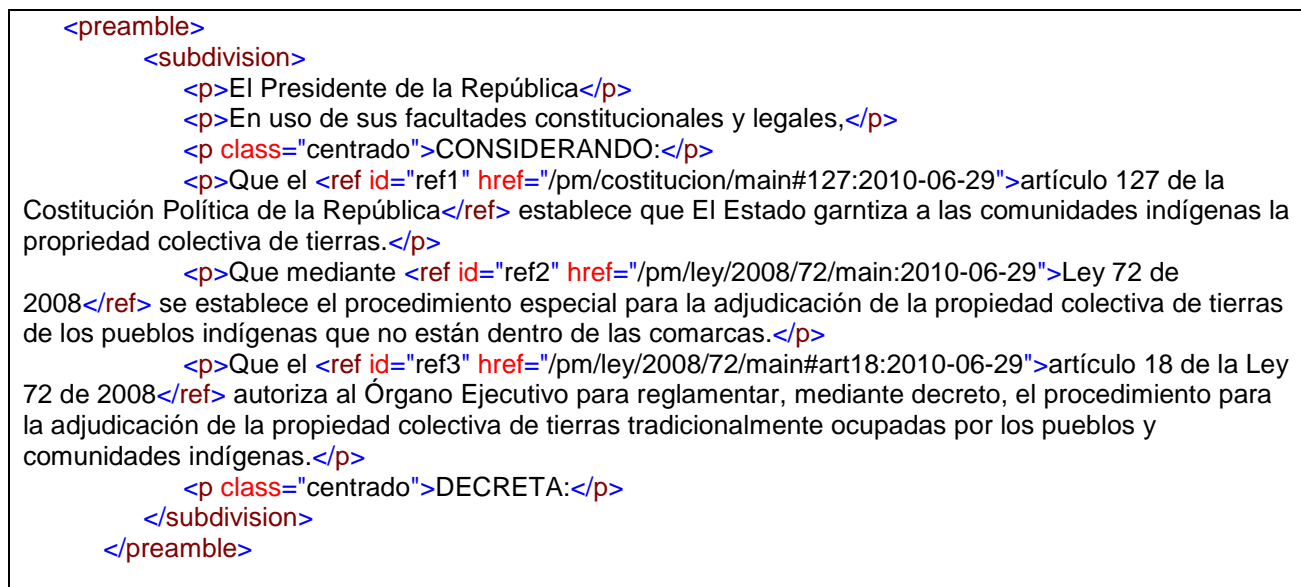 <preamble>
<subdivision>
<p>El Presidente de la República</p>
<p>En uso de sus facultades constitucionales y legales,</p>
<p class="centrado">CONSIDERANDO:</p>
<p>Que el <ref id="ref1" href="/pm/costitucion/main#127:2010-06-29">artículo 127 de la
Costitución Política de la República</ref> establece que El Estado garntiza a las comunidades indígenas la
propriedad colectiva de tierras.</p>
<p>Que mediante <ref id="ref2" href="/pm/ley/2008/72/main:2010-06-29">Ley 72 de
2008</ref> se establece el procedimiento especial para la adjudicación de la propiedad colectiva de tierras
de los pueblos indígenas que no están dentro de las comarcas.</p>
<p>Que el <ref id="ref3" href="/pm/ley/2008/72/main#art18:2010-06-29">artículo 18 de la Ley
72 de 2008</ref> autoriza al Órgano Ejecutivo para reglamentar, mediante decreto, el procedimiento para
la adjudicación de la propiedad colectiva de tierras tradicionalmente ocupadas por los pueblos y
comunidades indígenas.</p>
<p class="centrado">DECRETA:</p>
</subdivision>
</preamble>